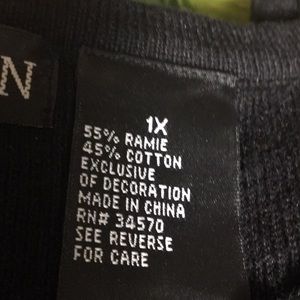 N
1X
55% RAMIE
45% COTTON
EXCLUSIVE
OF DECORATION
MADE IN CHINA
RN# 34570
SEE REVERSE
FOR CARE